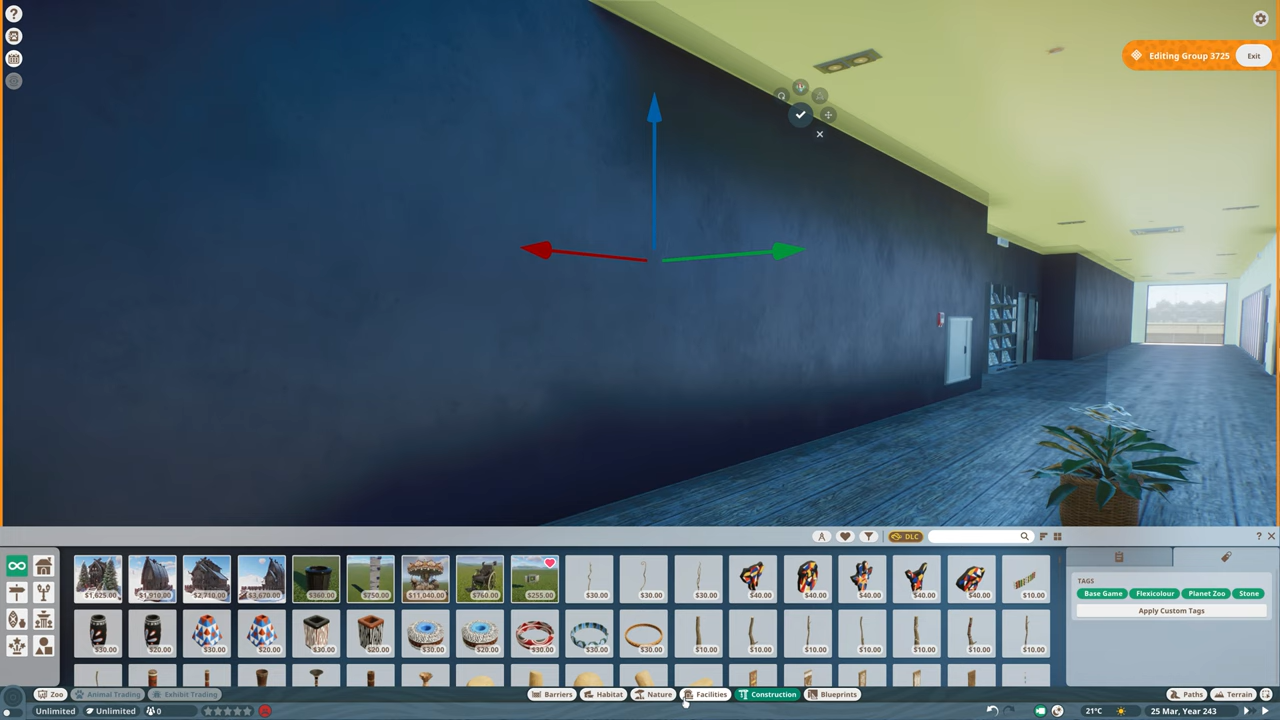 ?
Editing Group 3725 Exit
DLC
? ×
$1,625.00 $1,910.00 $2,710.00 $3,670.00 $360.00 $750.00 $11,040.00 $760.00 $255.00 $30.00 $30.00 $30.00 $40.00 $40.00 $40.00 $40.00 $40.00 $10.00
TAGS
Base Game Flexicolour Planet Zoo Stone
Apply Custom Tags
$30.00 $20.00 $30.00 $20.00 $30.00 $30.00 $30.00 $20.00 $30.00 $30.00 $30.00 $10.00 $10.00 $10.00 $10.00 $10.00 $10.00 $10.00
Zoo Animal Trading Exhibit Trading Barriers Habitat Nature Facilities Construction Blueprints Paths Terrain
Unlimited Unlimited 0 21°C 25 Mar, Year 243